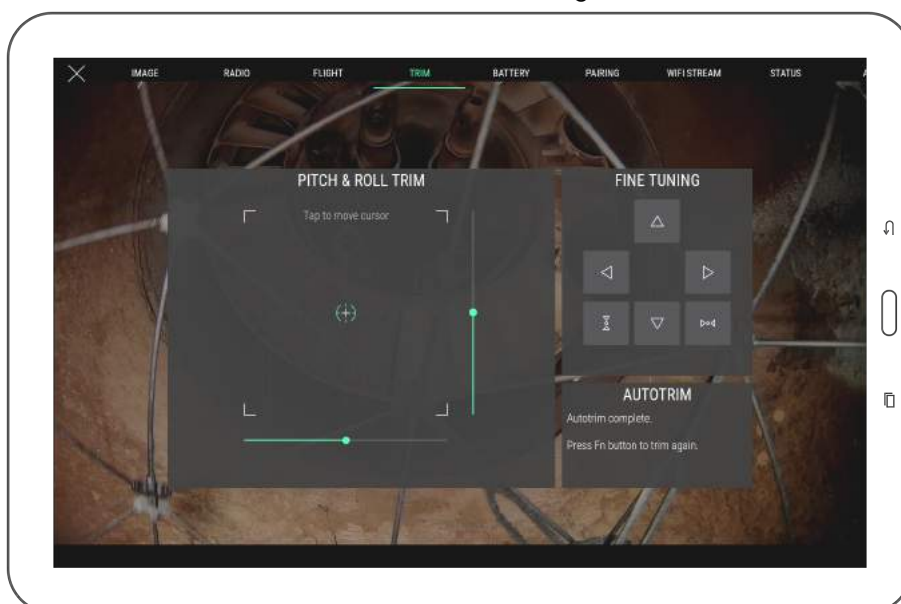 IMAGE RADIO FLIGHT TRIM BATTERY PAIRING WIFI STREAM STATUS
PITCH & ROLL TRIM
Tap to move cursor
FINE TUNING
AUTOTRIM
Autotrim complete.
Press Fn button to trim again.